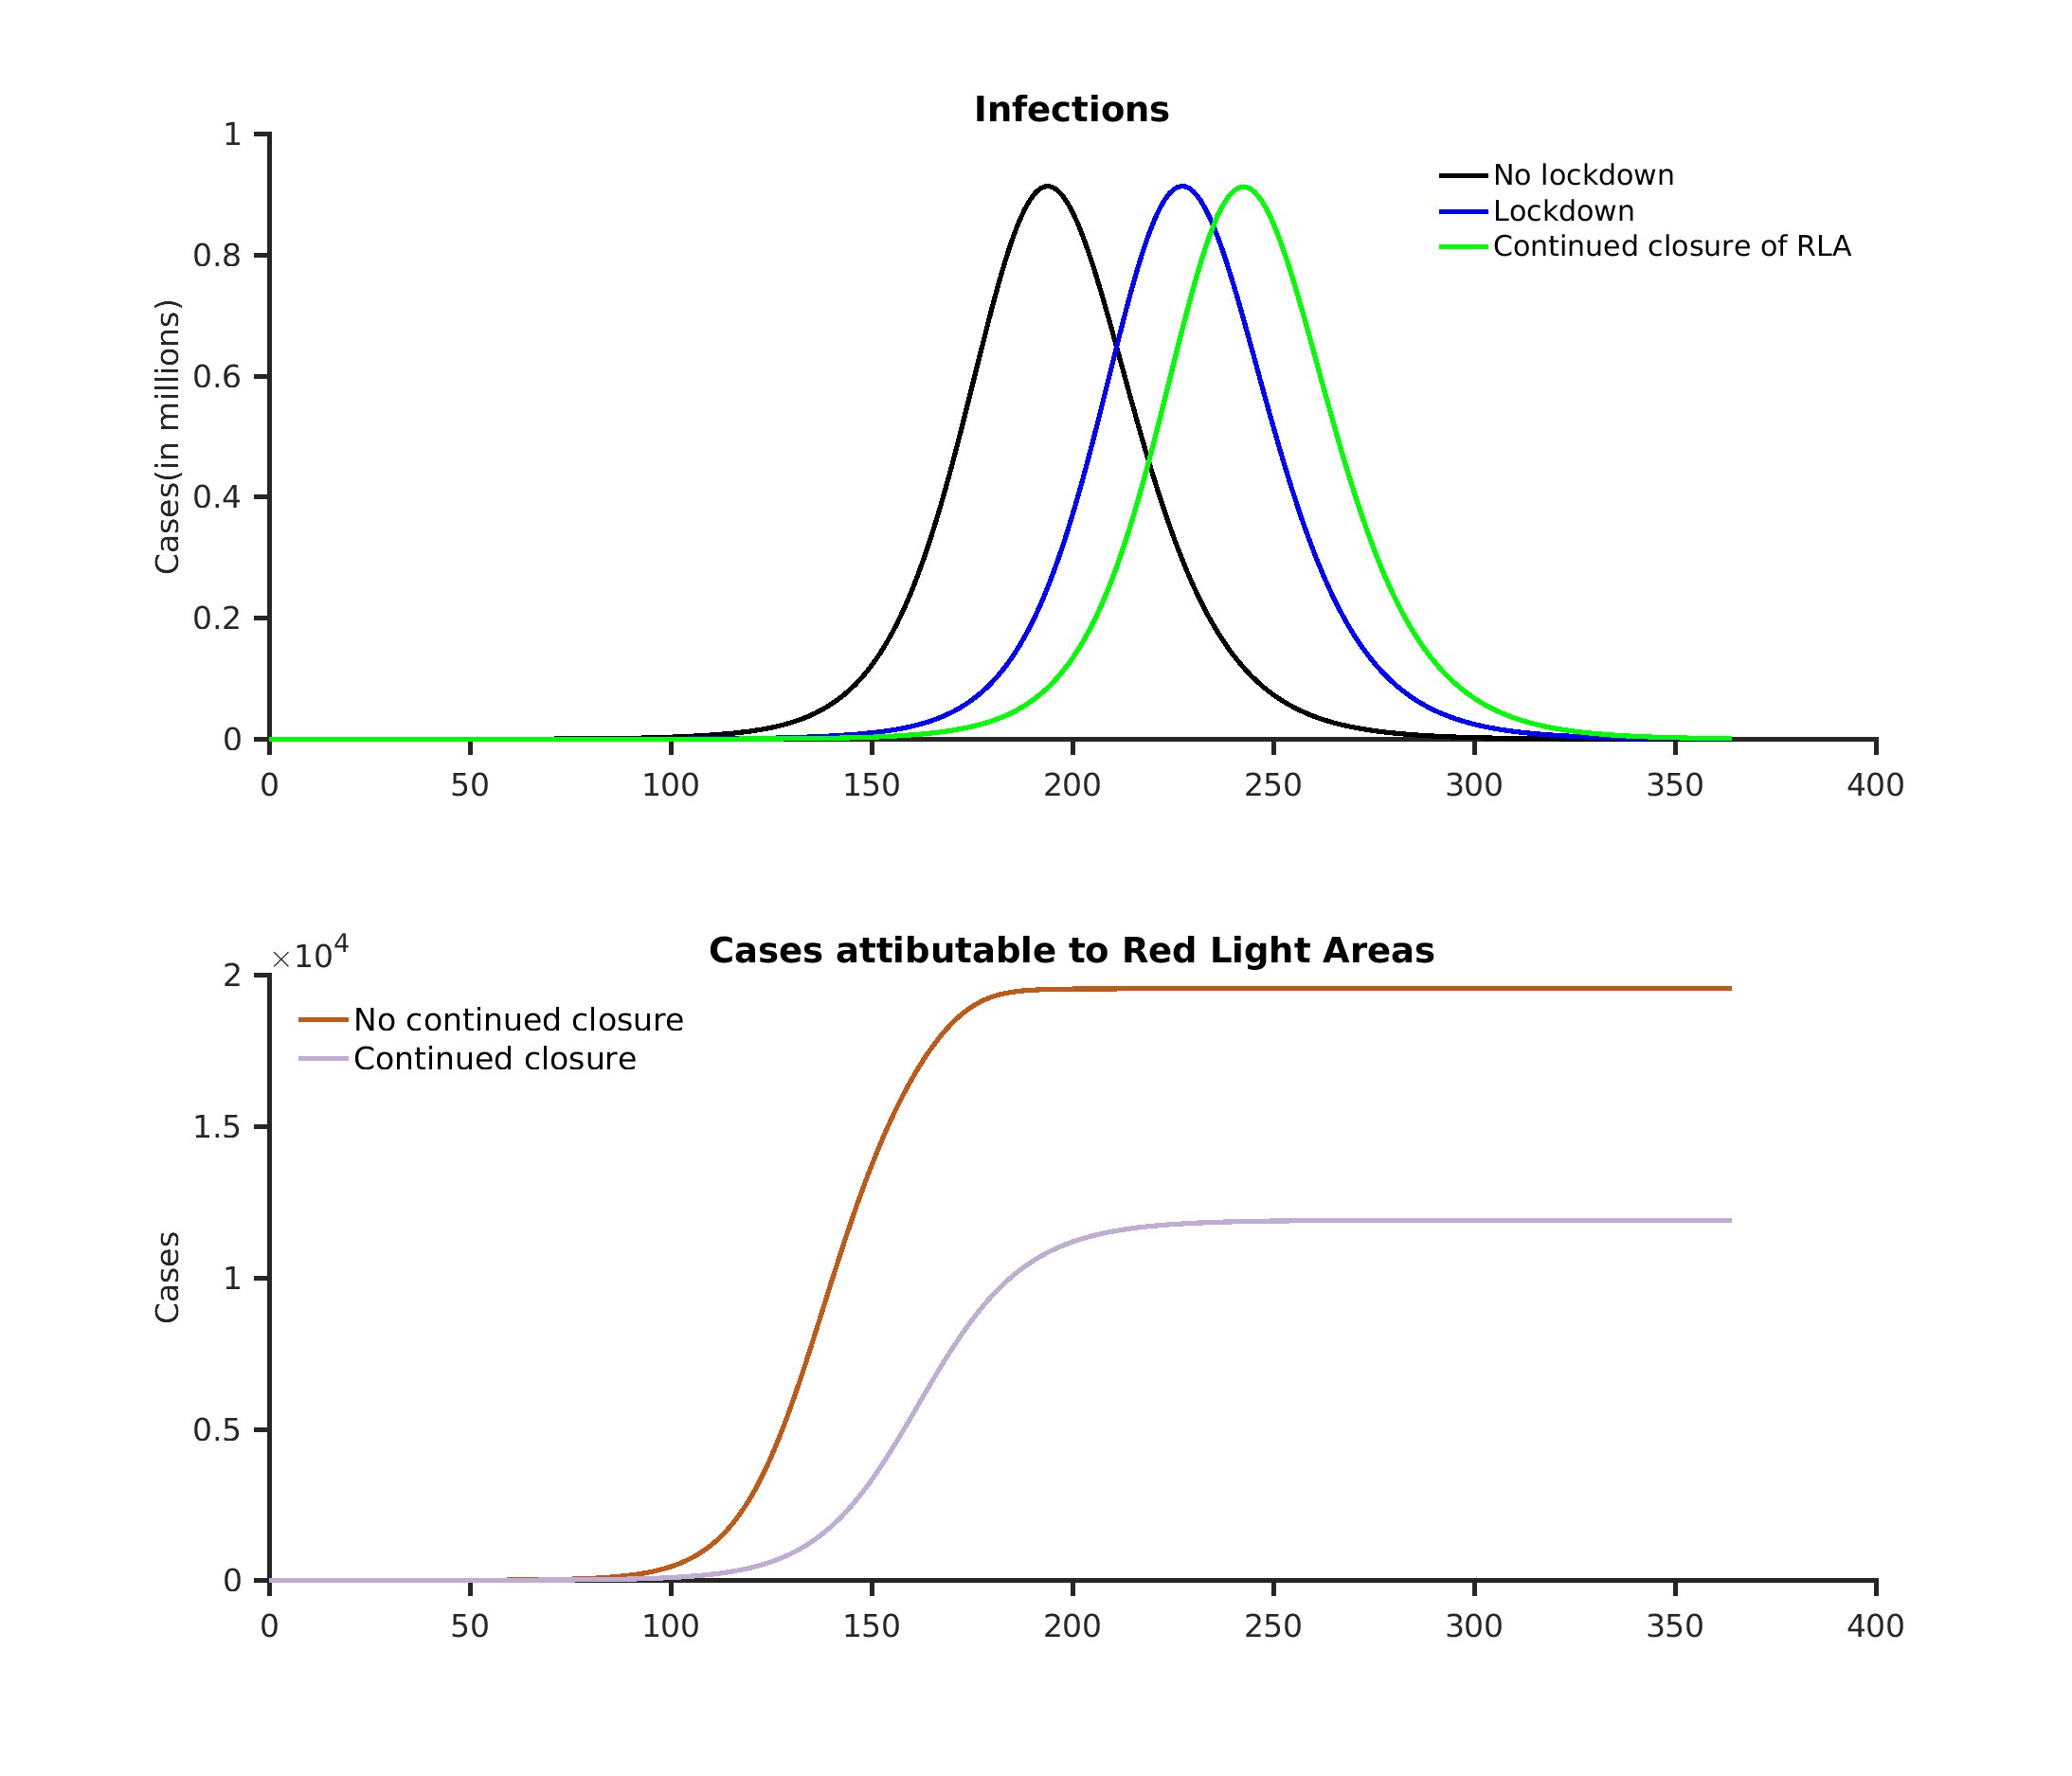 Infections
1
0.8
0.6
0.4
0.2
0
Cases(in millions)
No lockdown
Lockdown
Continued closure of RLA
0 50 100 150 200 250 300 350 400
Cases attibutable to Red Light Areas
×10⁴
2
1.5
1
0.5
0
Cases
No continued closure
Continued closure
0 50 100 150 200 250 300 350 400